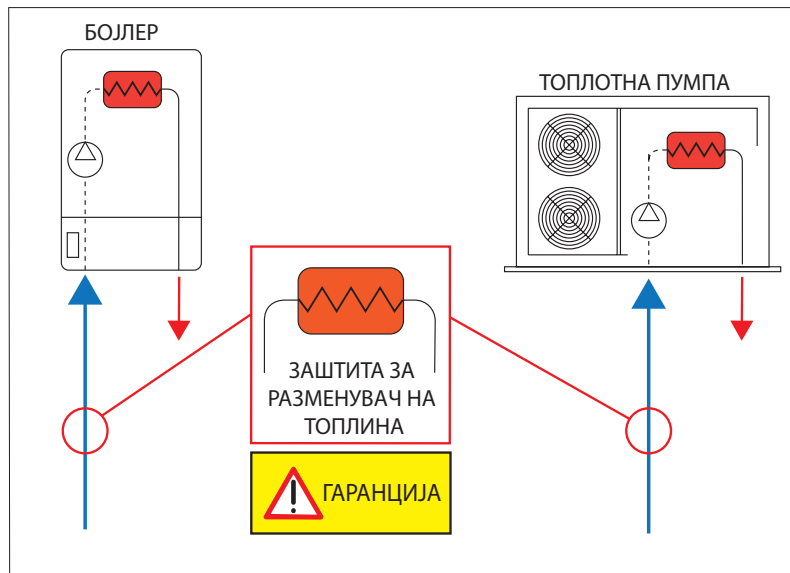 БОЈЛЕР
ТОПЛОТНА ПУМПА
ЗАШТИТА ЗА
РАЗМЕНУВАЧ НА
ТОПЛИНА
ГАРАНЦИЈА